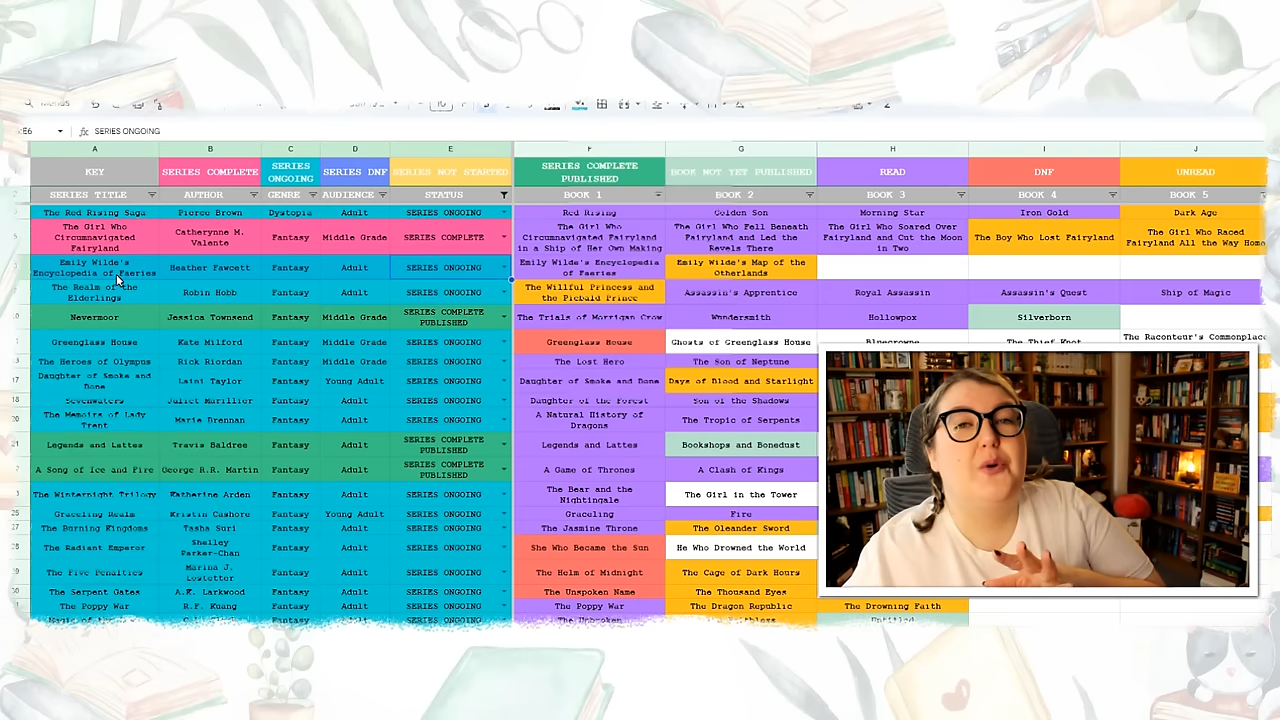 E6 fx SERIES ONGOING
A B C D E F G H I J
KEY SERIES COMPLETE SERIES ONGOING SERIES DNF SERIES NOT STARTED SERIES COMPLETE PUBLISHED BOOK NOT YET PUBLISHED READ DNF UNREAD
SERIES TITLE AUTHOR GENRE AUDIENCE STATUS BOOK 1 BOOK 2 BOOK 3 BOOK 4 BOOK 5
The Red Rising Saga Pierce Brown Dystopia Adult SERIES ONGOING Red Rising Golden Son Morning Star Iron Gold Dark Age
The Girl Who Circumnavigated Fairyland Catherynne M. Valente Fantasy Middle Grade SERIES COMPLETE The Girl Who Circumnavigated Fairyland in a Ship of Her Own Making The Girl Who Fell Beneath Fairyland and Led the Revels There The Girl Who Soared Over Fairyland and Cut the Moon in Two The Boy Who Lost Fairyland The Girl Who Raced Fairyland All the Way Home
Emily Wilde's Encyclopedia of Faeries Heather Fawcett Fantasy Adult SERIES ONGOING Emily Wilde's Encyclopedia of Faeries Emily Wilde's Map of the Otherlands
The Realm of the Elderlings Robin Hobb Fantasy Adult SERIES ONGOING The Willful Princess and the Piebald Prince Assassin's Apprentice Royal Assassin Assassin's Quest Ship of Magic
Nevermoor Jessica Townsend Fantasy Middle Grade SERIES COMPLETE PUBLISHED The Trials of Morrigan Crow Wundersmith Hollowpox Silverborn
Greenglass House Kate Milford Fantasy Middle Grade SERIES ONGOING Greenglass House Ghosts of Greenglass House Bluecrowne The Thief Knot The Raconteur's Commonplace
The Heroes of Olympus Rick Riordan Fantasy Middle Grade SERIES ONGOING The Lost Hero The Son of Neptune
17 Daughter of Smoke and Bone Laini Taylor Fantasy Young Adult SERIES ONGOING Daughter of Smoke and Bone Days of Blood and Starlight
18 Sevenwaters Juliet Marillier Fantasy Adult SERIES ONGOING Daughter of the Forest Son of the Shadows
20 The Memoirs of Lady Trent Marie Brennan Fantasy Adult SERIES ONGOING A Natural History of Dragons The Tropic of Serpents
21 Legends and Lattes Travis Baldree Fantasy Adult SERIES COMPLETE PUBLISHED Legends and Lattes Bookshops and Bonedust
A Song of Ice and Fire George R.R. Martin Fantasy Adult SERIES COMPLETE PUBLISHED A Game of Thrones A Clash of Kings
The Winternight Trilogy Katherine Arden Fantasy Adult SERIES ONGOING The Bear and the Nightingale The Girl in the Tower
25 Graceling Realm Kristin Cashore Fantasy Young Adult SERIES ONGOING Graceling Fire
27 The Burning Kingdoms Tasha Suri Fantasy Adult SERIES ONGOING The Jasmine Throne The Oleander Sword
28 The Radiant Emperor Shelley Parker-Chan Fantasy Adult SERIES ONGOING She Who Became the Sun He Who Drowned the World
The Five Penalties Marina J. Lostetter Fantasy Adult SERIES ONGOING The Helm of Midnight The Cage of Dark Hours
30 The Serpent Gates A.K. Larkwood Fantasy Adult SERIES ONGOING The Unspoken Name The Thousand Eyes
The Poppy War R.F. Kuang Fantasy Adult SERIES ONGOING The Poppy War The Dragon Republic The Drowning Faith
Fantasy Adult SERIES ONGOING The Unbroken Untitled